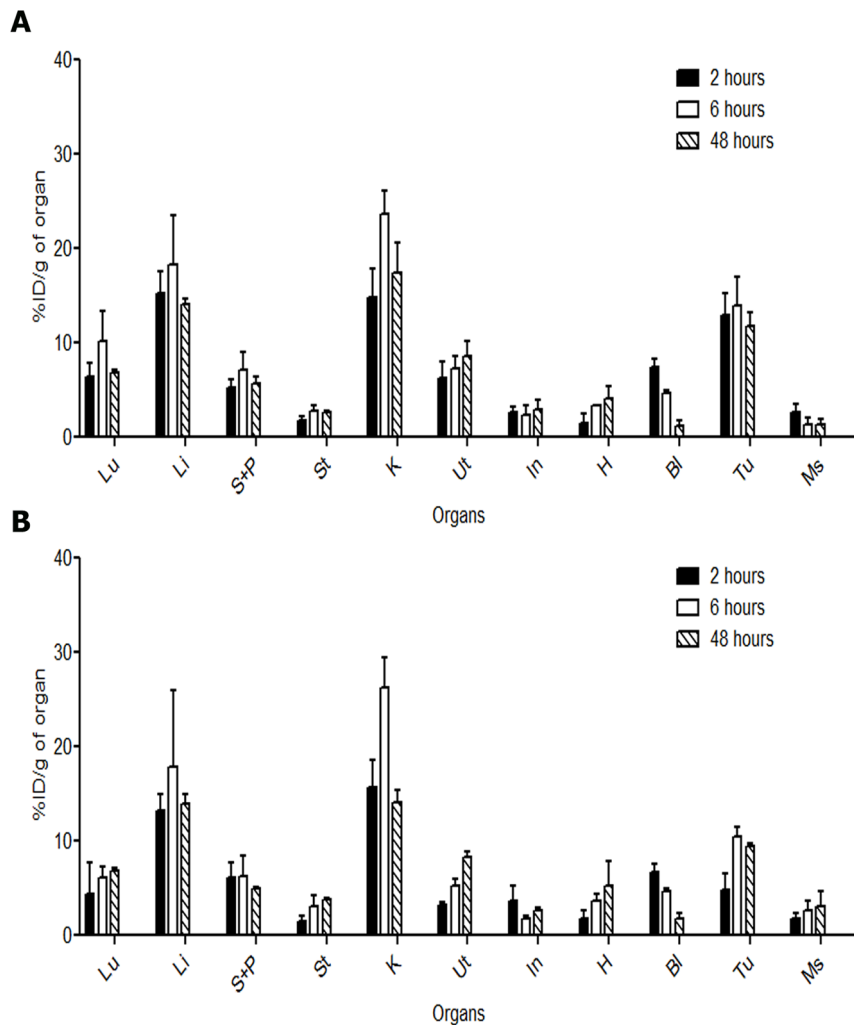 A
40
30
20
10
0
%ID/g of organ
2 hours
6 hours
48 hours
Lu Li S+P St K Ut In H Bl Tu Ms
Organs
B
40
30
20
10
0
%ID/g of organ
2 hours
6 hours
48 hours
Lu Li S+P St K Ut In H Bl Tu Ms
Organs